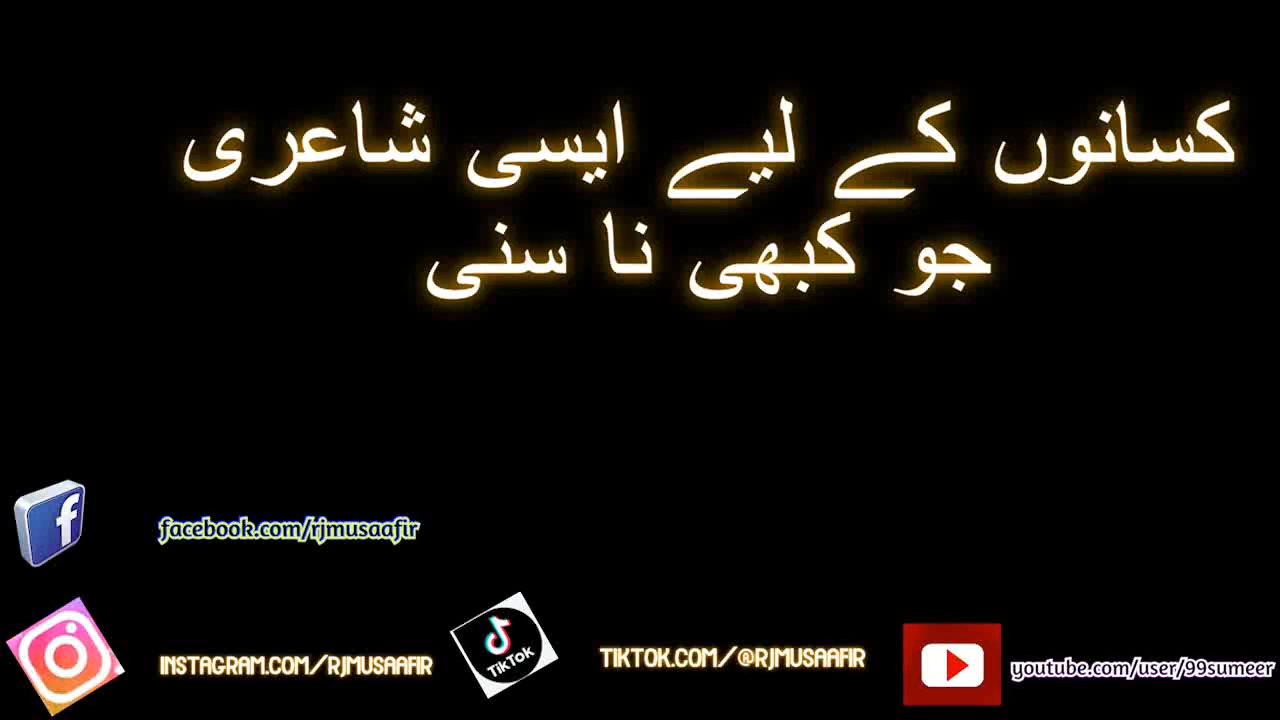 کسانوں کے لیے ایسی شاعری
جو کبھی نا سنی
facebook.com/rjmusaafir
INSTAGRAM.COM/RJMUSAAFIR
TikTok
TIKTOK.COM/@RJMUSAAFIR
youtube.com/user/99sumeer